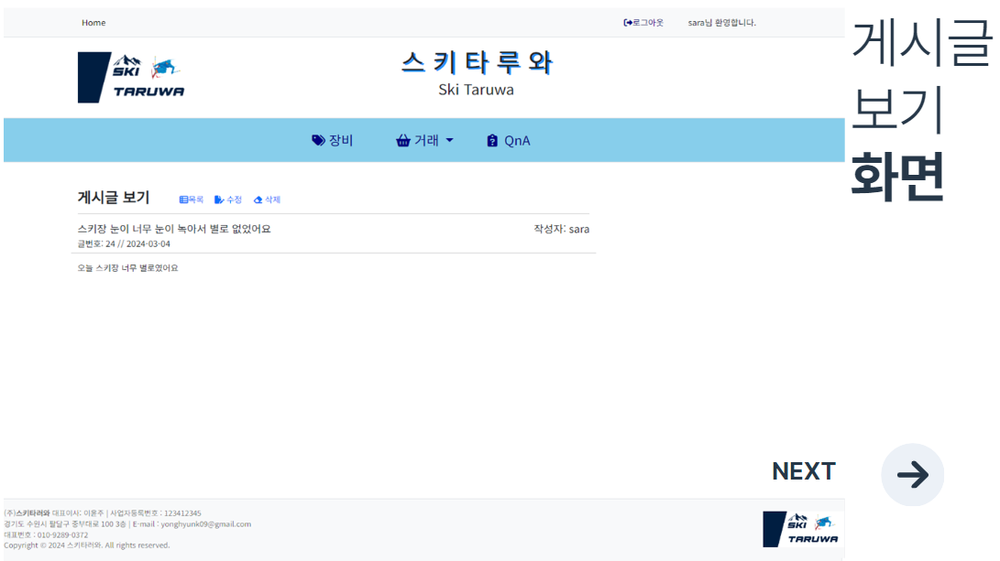 Home
로그아웃
sara님 환영합니다.
게시글
보기
화면
SKI
TARUWA
스 키 타 루 와
Ski Taruwa
장비
거래
QnA
게시글 보기
목록
수정
삭제
스키장 눈이 너무 눈이 녹아서 별로 없었어요
작성자: sara
글번호: 24 // 2024-03-04
오늘 스키장 너무 별로였어요
NEXT
(주)스키타러와 대표이사: 이윤주 | 사업자등록번호 : 123412345
경기도 수원시 팔달구 중부대로 100 3층 | E-mail : yonghyunk09@gmail.com
대표번호 : 010-9289-0372
Copyright © 2024 스키타러와. All rights reserved.
SKI
TARUWA